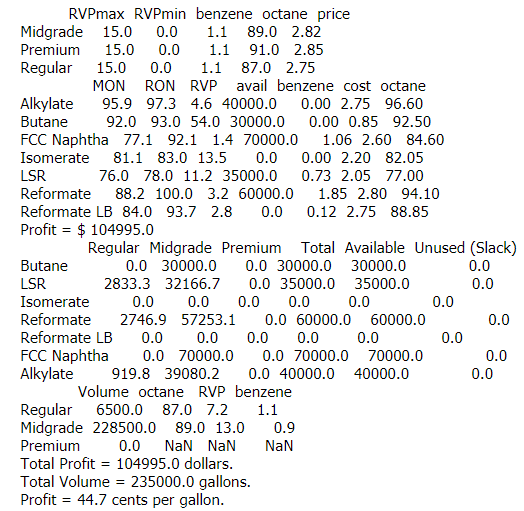 RVPmax RVPmin benzene octane price
Midgrade 15.0 0.0 1.1 89.0 2.82
Premium 15.0 0.0 1.1 91.0 2.85
Regular 15.0 0.0 1.1 87.0 2.75
MON RON RVP avail benzene cost octane
Alkylate 95.9 97.3 4.6 40000.0 0.00 2.75 96.60
Butane 92.0 93.0 54.0 30000.0 0.00 0.85 92.50
FCC Naphtha 77.1 92.1 1.4 70000.0 1.06 2.60 84.60
Isomerate 81.1 83.0 13.5 0.0 0.00 2.20 82.05
LSR 76.0 78.0 11.2 35000.0 0.73 2.05 77.00
Reformate 88.2 100.0 3.2 60000.0 1.85 2.80 94.10
Reformate LB 84.0 93.7 2.8 0.0 0.12 2.75 88.85
Profit = $ 104995.0
Regular Midgrade Premium Total Available Unused (Slack)
Butane 0.0 30000.0 0.0 30000.0 30000.0 0.0
LSR 2833.3 32166.7 0.0 35000.0 35000.0 0.0
Isomerate 0.0 0.0 0.0 0.0 0.0 0.0
Reformate 2746.9 57253.1 0.0 60000.0 60000.0 0.0
Reformate LB 0.0 0.0 0.0 0.0 0.0 0.0
FCC Naphtha 0.0 70000.0 0.0 70000.0 70000.0 0.0
Alkylate 919.8 39080.2 0.0 40000.0 40000.0 0.0
Volume octane RVP benzene
Regular 6500.0 87.0 7.2 1.1
Midgrade 228500.0 89.0 13.0 0.9
Premium 0.0 NaN NaN NaN
Total Profit = 104995.0 dollars.
Total Volume = 235000.0 gallons.
Profit = 44.7 cents per gallon.